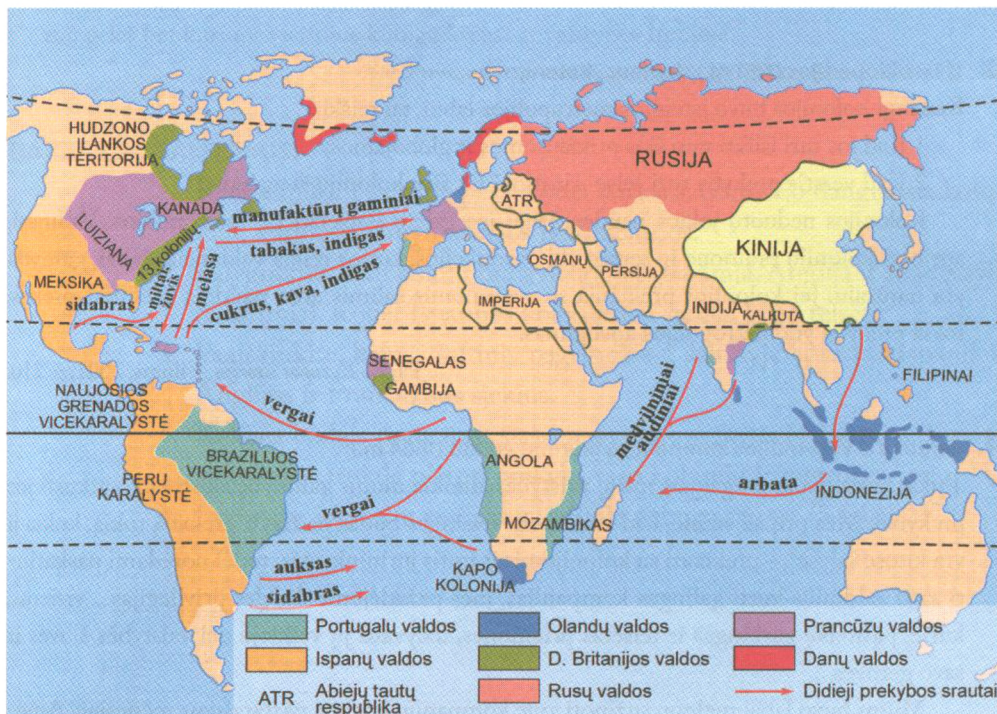 HUDZONO
ĮLANKOS
TERITORIJA
KANADA
LUIZIANA
13 kolonijų
MEKSIKA
sidabras
miltai,
žuvis
melasa
manufaktūrų gaminiai
tabakas, indigas
cukrus, kava, indigas
RUSIJA
ATR
OSMANŲ
IMPERIJA
PERSIJA
KINIJA
INDIJA
KALKUTA
FILIPINAI
SENEGALAS
GAMBIJA
NAUJOSIOS
GRENADOS
VICEKARALYSTĖ
vergai
medvilniniai
audiniai
BRAZILIJOS
VICEKARALYSTĖ
PERU
KARALYSTĖ
ANGOLA
arbata
INDONEZIJA
vergai
MOZAMBIKAS
auksas
sidabras
KAPO
KOLONIJA
Portugalų valdos
Olandų valdos
Prancūzų valdos
Ispanų valdos
D. Britanijos valdos
Danų valdos
ATR
Abiejų tautų
respublika
Rusų valdos
Didieji prekybos srautai